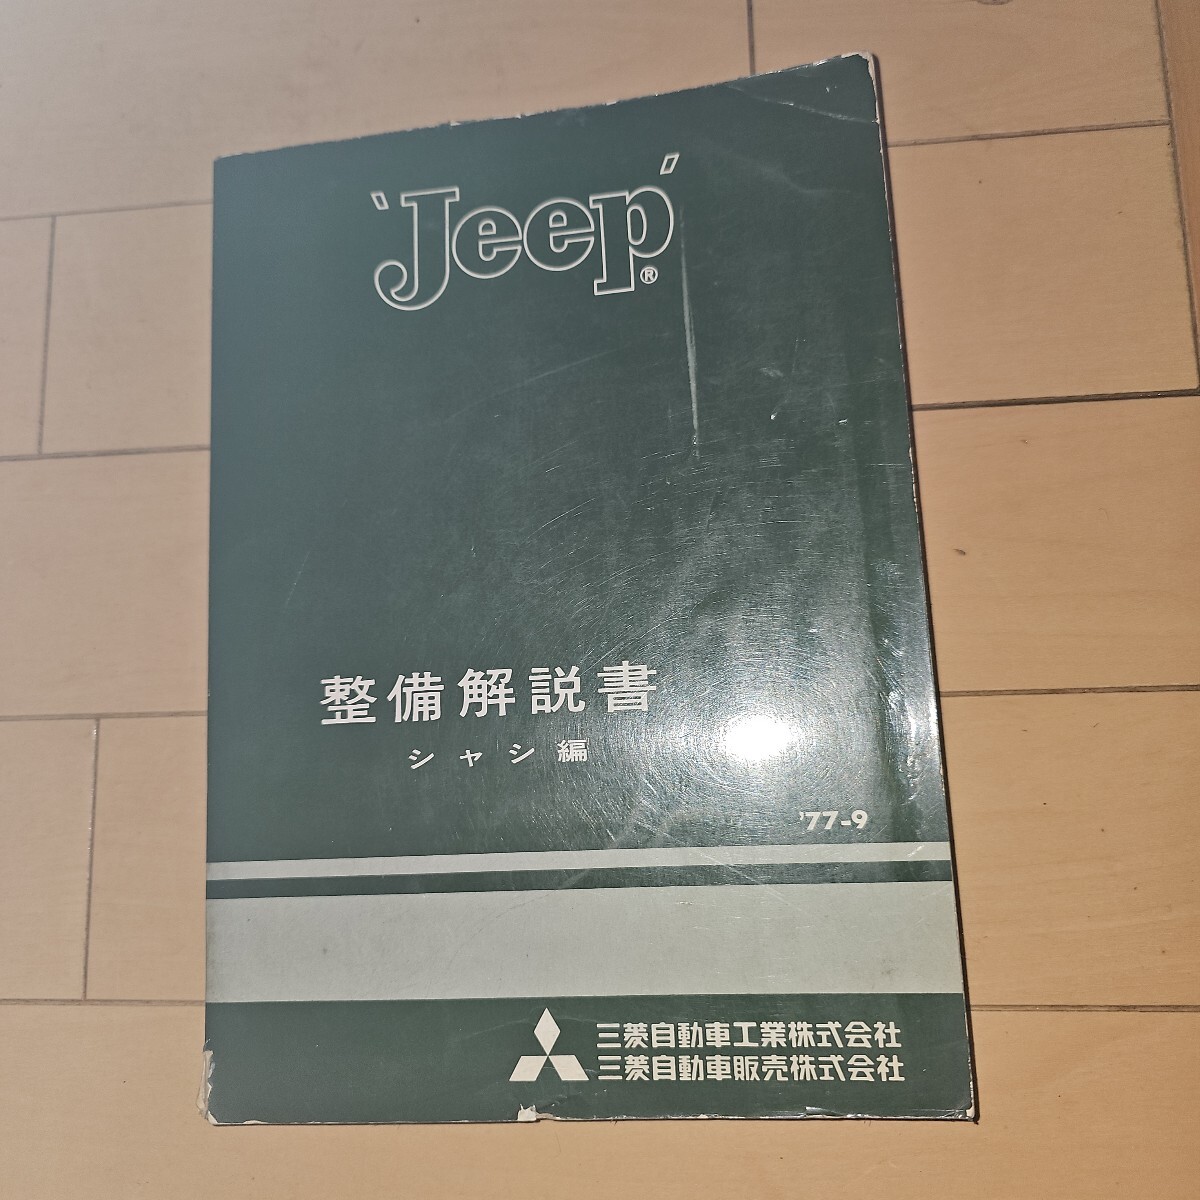 'Jeep'®
整備解説書
シャシ編
'77-9
三菱自動車工業株式会社
三菱自動車販売株式会社